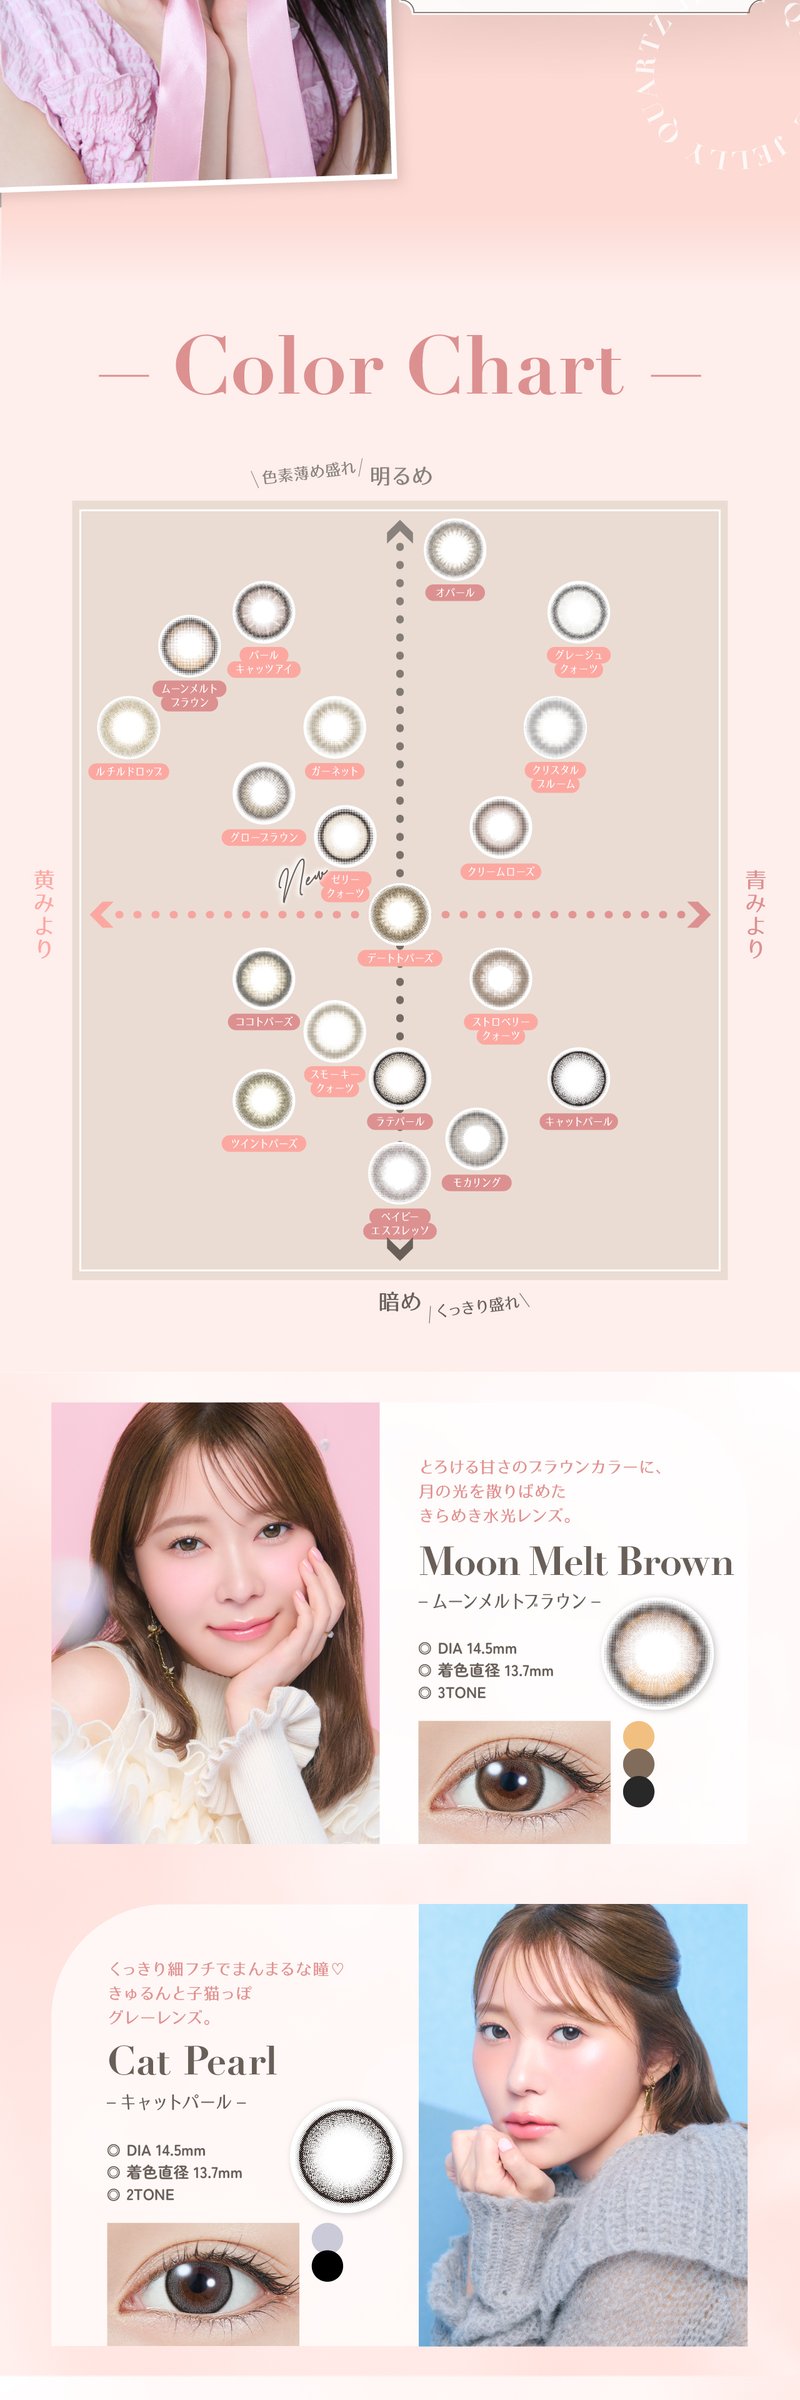 JELLY QUARTZ
— Color Chart —
\色素薄め盛れ/ 明るめ
オパール
パール
キャッツアイ
グレージュ
クォーツ
ムーンメルト
ブラウン
ルチルドロップ
ガーネット
クリスタル
ブルーム
グローブラウン
クリームローズ
New
ゼリー
クォーツ
黄みより
青みより
デートトパーズ
ココトパーズ
ストロベリー
クォーツ
スモーキー
クォーツ
ラテパール
キャットパール
ツイントパーズ
モカリング
ベイビー
エスプレッソ
暗め /くっきり盛れ\
とろける甘さのブラウンカラーに、
月の光を散りばめた
きらめき水光レンズ。
Moon Melt Brown
– ムーンメルトブラウン –
◎ DIA 14.5mm
◎ 着色直径 13.7mm
◎ 3TONE
くっきり細フチでまんまるな瞳♡
きゅるんと子猫っぽ
グレーレンズ。
Cat Pearl
– キャットパール –
◎ DIA 14.5mm
◎ 着色直径 13.7mm
◎ 2TONE